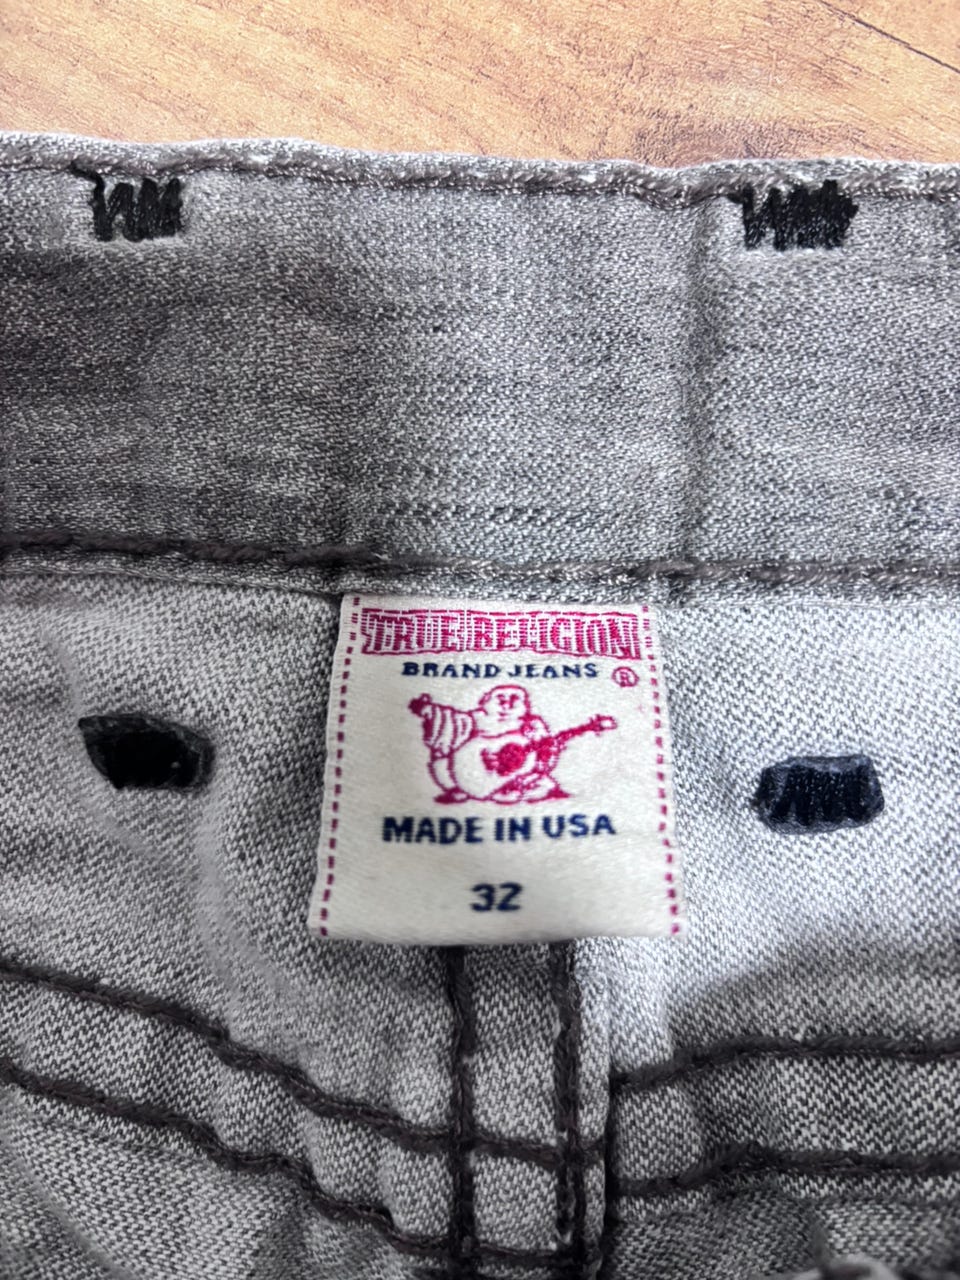 TRUE RELIGION
BRAND JEANS ®
MADE IN USA
32